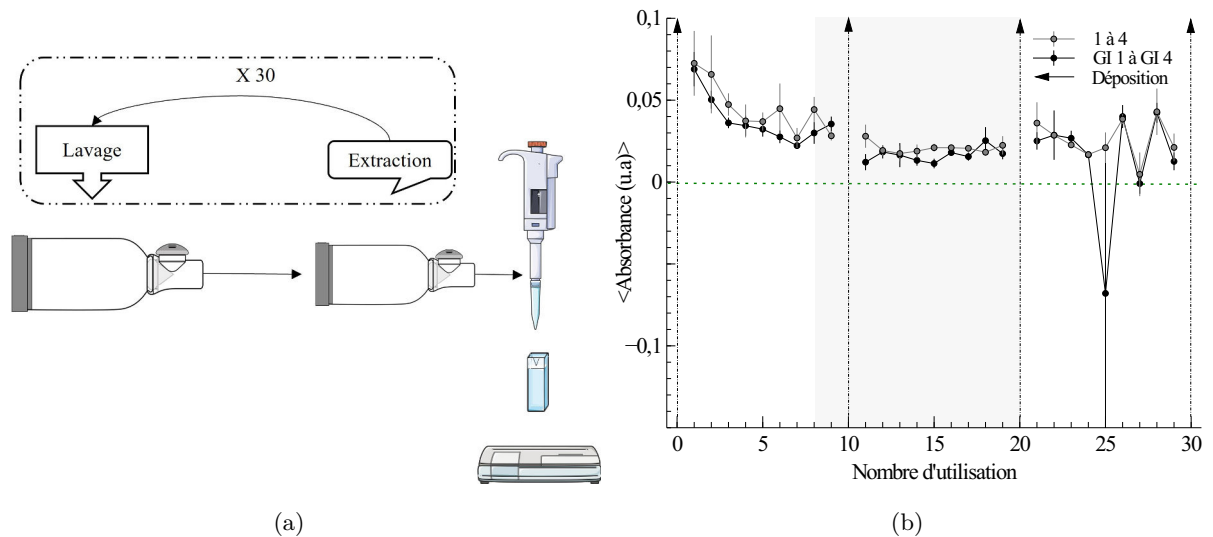 X 30
Lavage
Extraction
(a)
0,1
0,05
0
−0,1
<Absorbance (u.a)>
1 à 4
GI 1 à GI 4
Déposition
0 5 10 15 20 25 30
Nombre d'utilisation
(b)